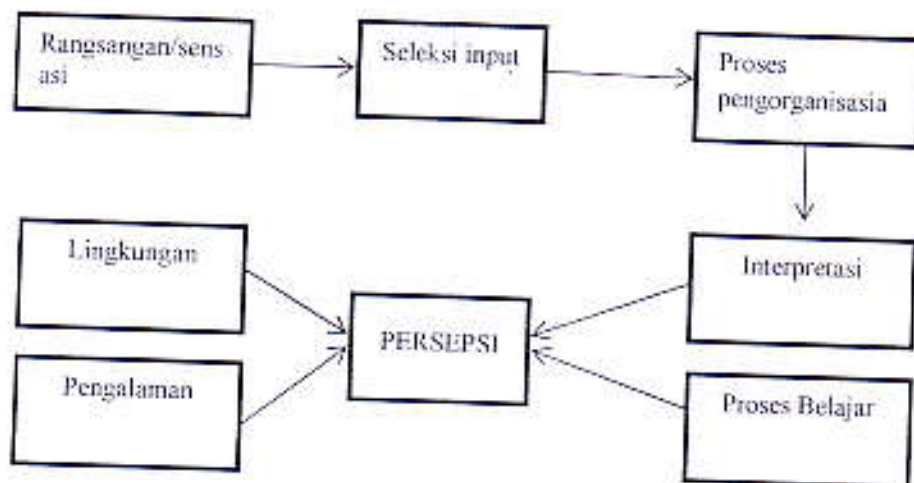 Rangsangan/sens
asi
Seleksi input
Proses
pengorganisasia
Lingkungan
Interpretasi
PERSEPSI
Pengalaman
Proses Belajar